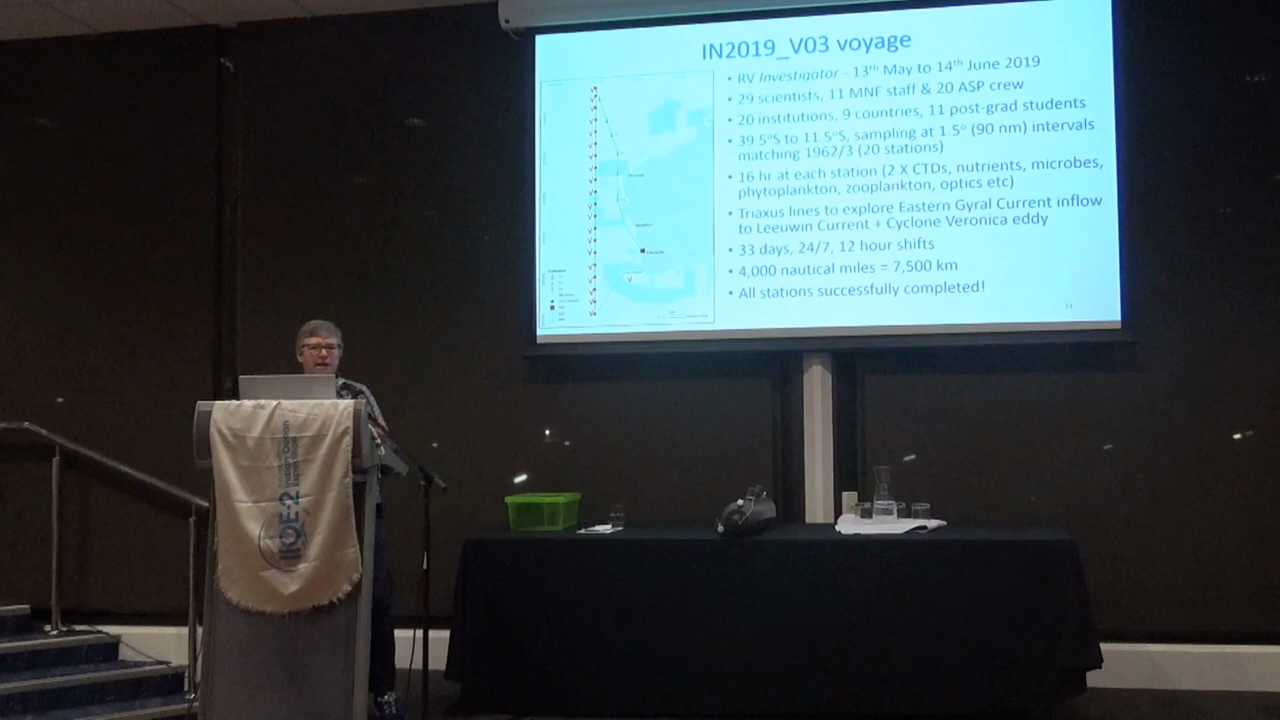 IN2019_V03 voyage
• RV Investigator - 13th May to 14th June 2019
• 29 scientists, 11 MNF staff & 20 ASP crew
• 20 institutions, 9 countries, 11 post-grad students
• 39.5°S to 11.5°S, sampling at 1.5° (90 nm) intervals
matching 1962/3 (20 stations)
• 16 hr at each station (2 X CTDs, nutrients, microbes,
phytoplankton, zooplankton, optics etc)
• Triaxus lines to explore Eastern Gyral Current inflow
to Leeuwin Current + Cyclone Veronica eddy
• 33 days, 24/7, 12 hour shifts
• 4,000 nautical miles = 7,500 km
• All stations successfully completed!
IIOE-2
Indian Ocean